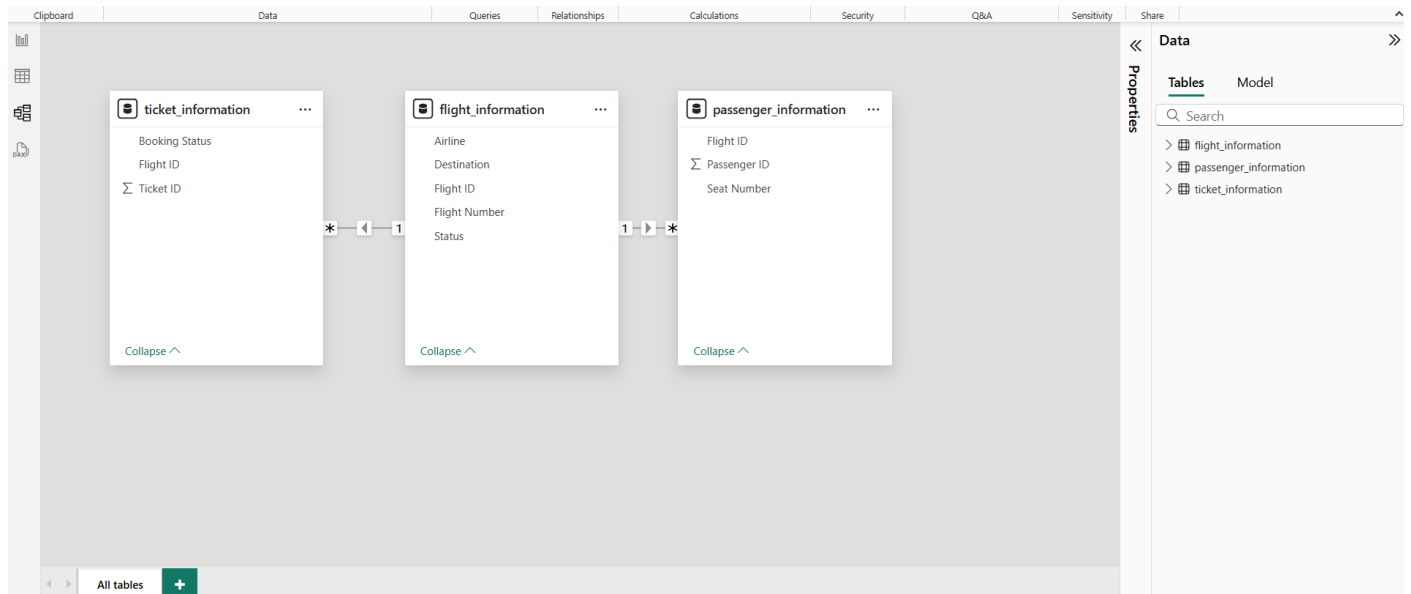 Clipboard Data Queries Relationships Calculations Security Q&A Sensitivity Share
Data
Properties
Tables Model
Search
flight_information
passenger_information
ticket_information
DAX
ticket_information ...
Booking Status
Flight ID
Σ Ticket ID
Collapse
* 1
flight_information ...
Airline
Destination
Flight ID
Flight Number
Status
Collapse
1 *
passenger_information ...
Flight ID
Σ Passenger ID
Seat Number
Collapse
All tables +